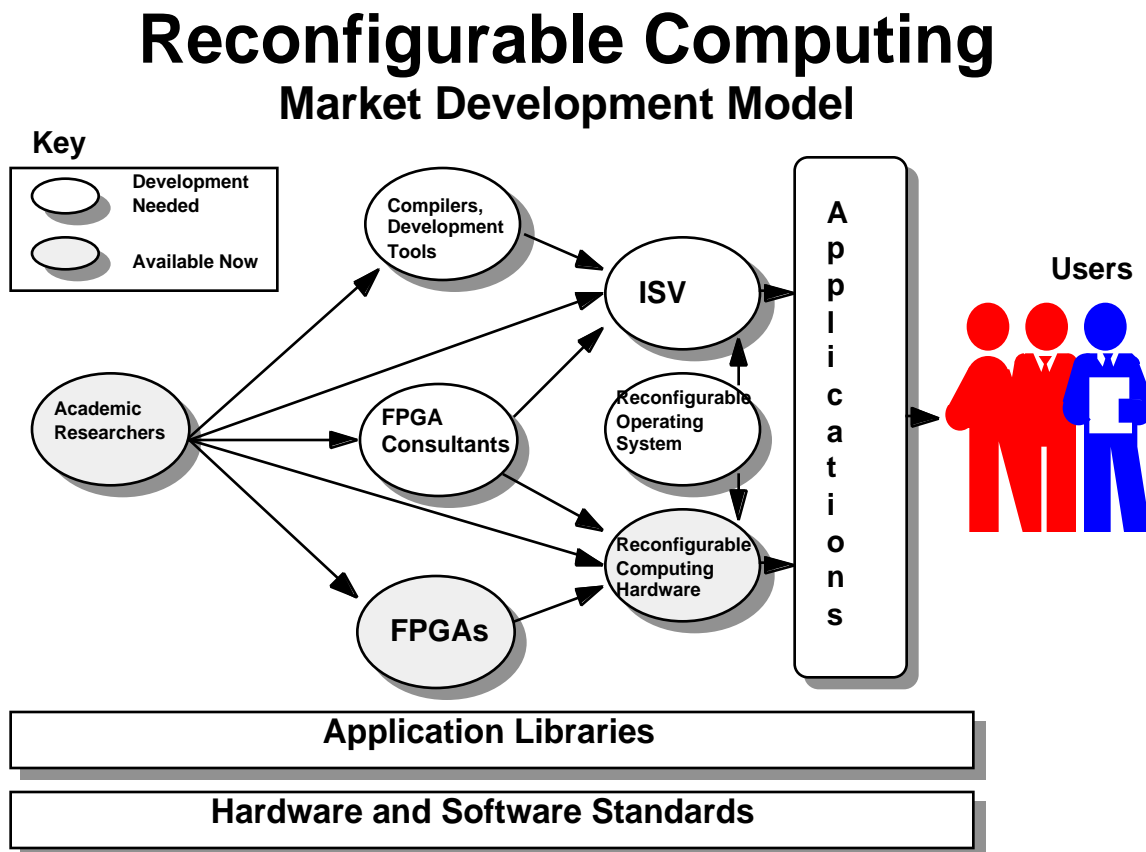 Reconfigurable Computing
Market Development Model
Key
Development
Needed
Available Now
Compilers,
Development
Tools
ISV
Applications
Users
Academic
Researchers
FPGA
Consultants
Reconfigurable
Operating
System
Reconfigurable
Computing
Hardware
FPGAs
Application Libraries
Hardware and Software Standards